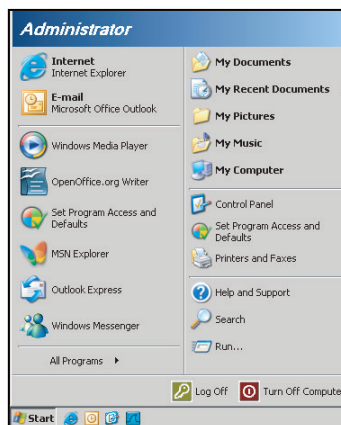 Administrator
Internet
Internet Explorer
E-mail
Microsoft Office Outlook
Windows Media Player
OpenOffice.org Writer
Set Program Access and
Defaults
MSN Explorer
Outlook Express
Windows Messenger
All Programs
My Documents
My Recent Documents
My Pictures
My Music
My Computer
Control Panel
Set Program Access and
Defaults
Printers and Faxes
Help and Support
Search
Run...
Log Off
Turn Off Compute
Start